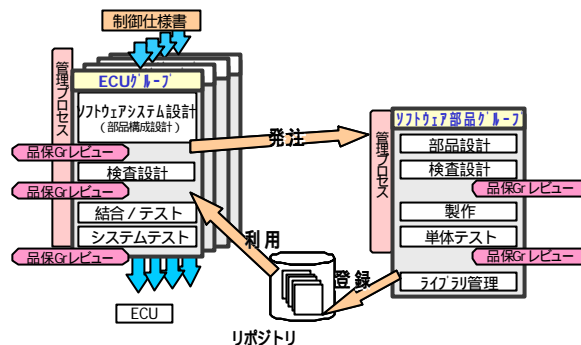 制御仕様書
管理プロセス
ECUｸﾞﾙｰﾌﾟ
ソフトウェアシステム設計
(部品構成設計)
品保Grレビュー
検査設計
品保Grレビュー
結合/テスト
システムテスト
品保Grレビュー
ECU
発注
利用
登録
リポジトリ
管理プロセス
ソフトウェア部品グループ
部品設計
検査設計
品保Grレビュー
製作
単体テスト
品保Grレビュー
ライブラリ管理